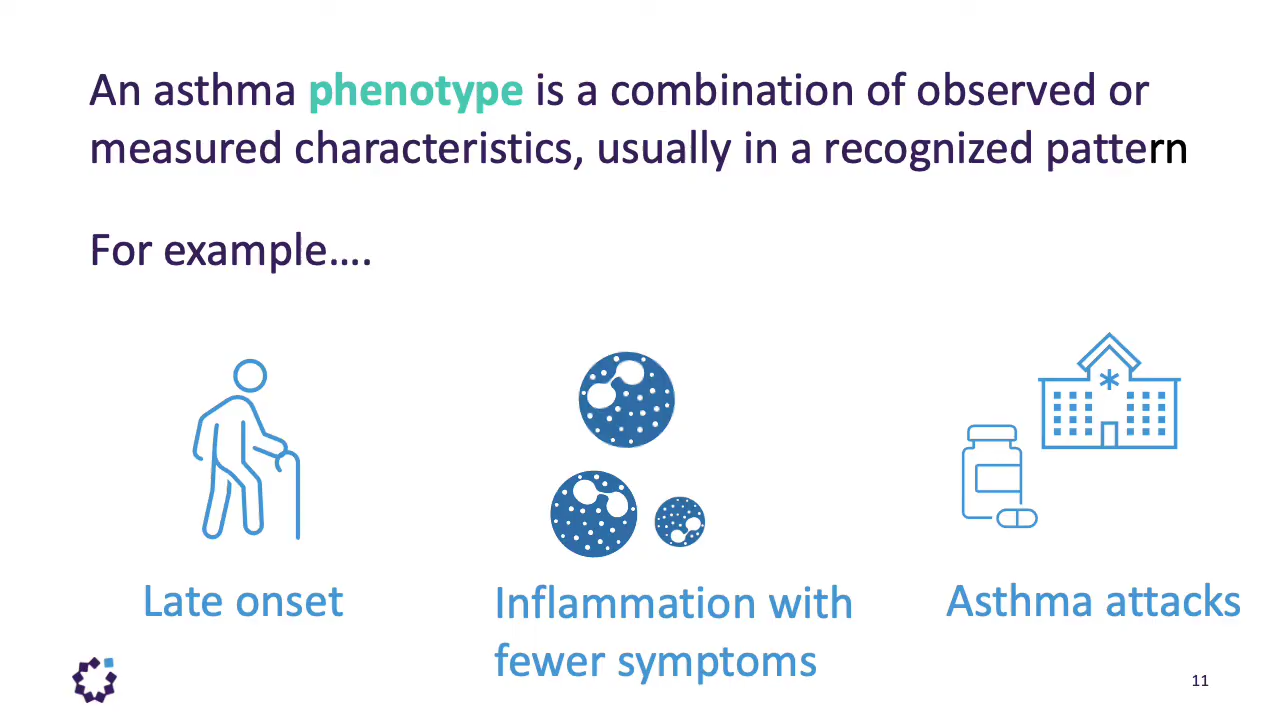 An asthma phenotype is a combination of observed or
measured characteristics, usually in a recognized pattern
For example….
Late onset
Inflammation with
fewer symptoms
Asthma attacks
11